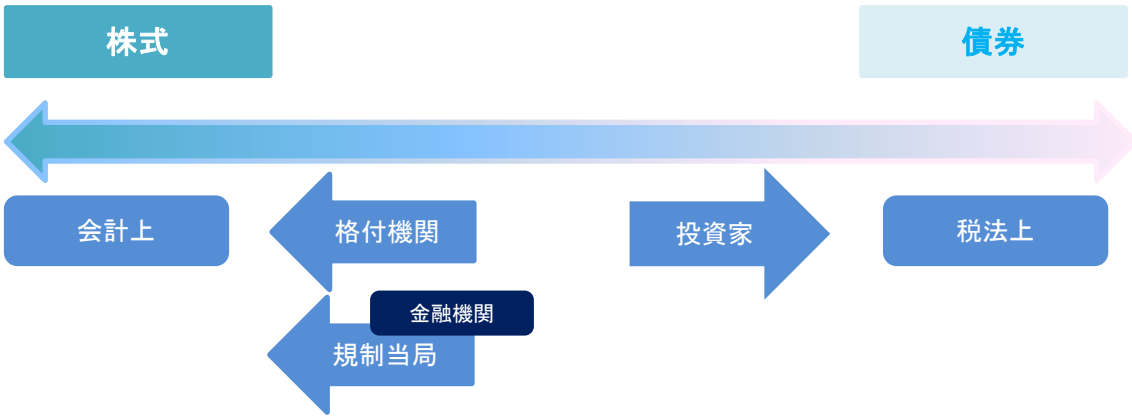 株式
債券
会計上
格付機関
投資家
税法上
金融機関
規制当局